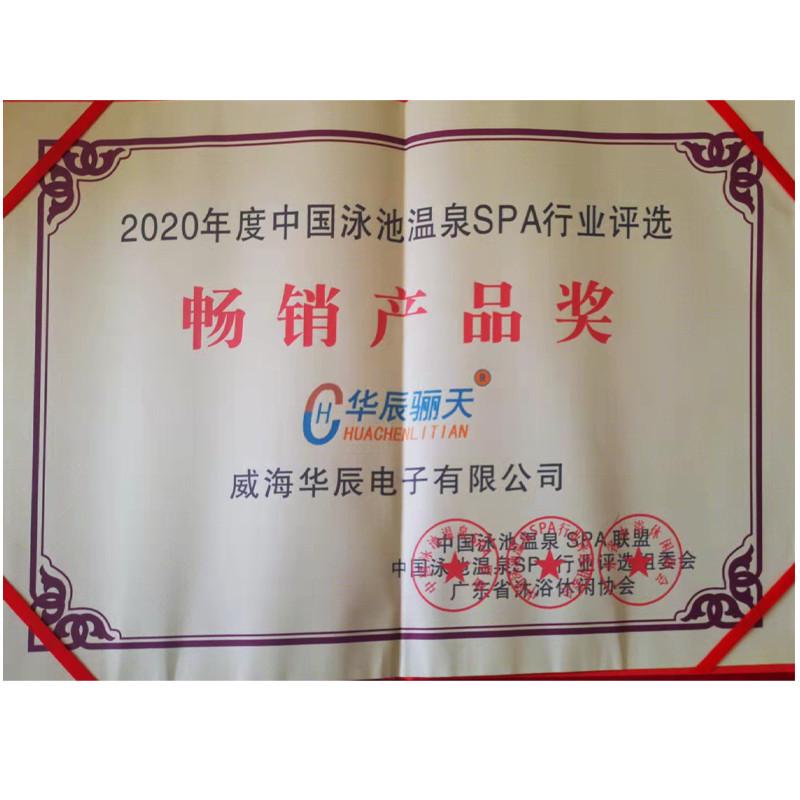 2020年度中国泳池温泉SPA行业评选
畅销产品奖
CH 华辰骊天 ®
HUACHENLITIAN
威海华辰电子有限公司
中国泳池温泉 SPA 联盟
中国泳池温泉SPA行业评选组委会
广东省沐浴休闲协会